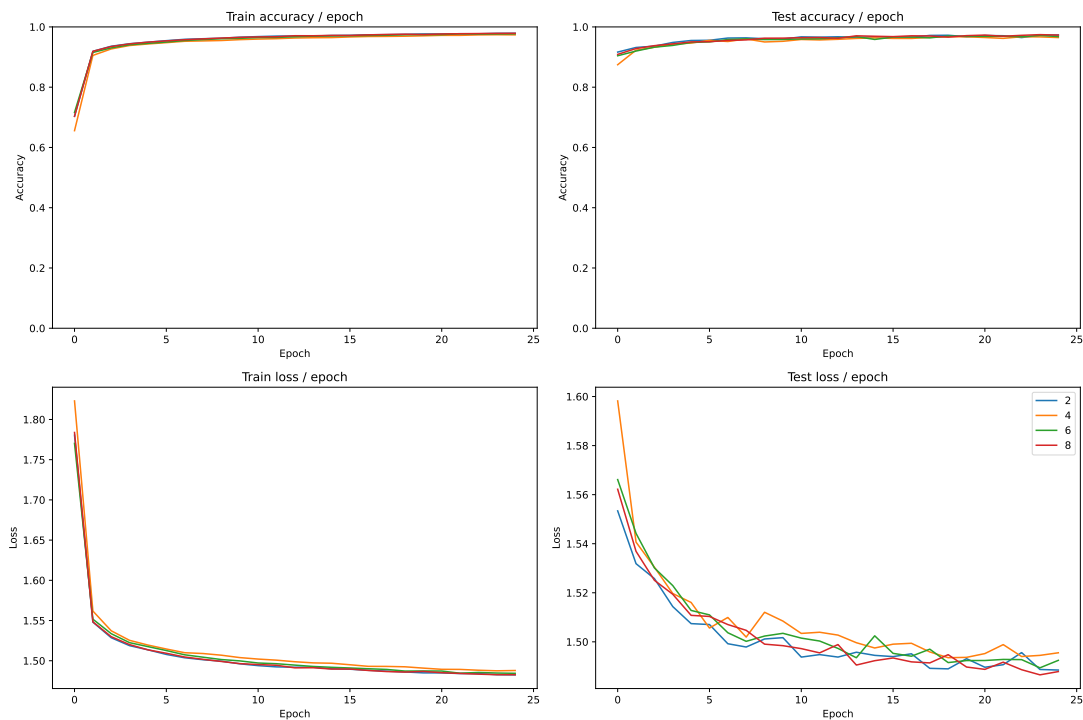 Train accuracy / epoch
1.0
0.8
0.6
0.4
0.2
0.0
Accuracy
0 5 10 15 20 25
Epoch
Test accuracy / epoch
1.0
0.8
0.6
0.4
0.2
0.0
Accuracy
0 5 10 15 20 25
Epoch
Train loss / epoch
1.80
1.75
1.70
1.65
1.60
1.55
1.50
Loss
0 5 10 15 20 25
Epoch
Test loss / epoch
1.60
1.58
1.56
1.54
1.52
1.50
Loss
0 5 10 15 20 25
Epoch
2
4
6
8